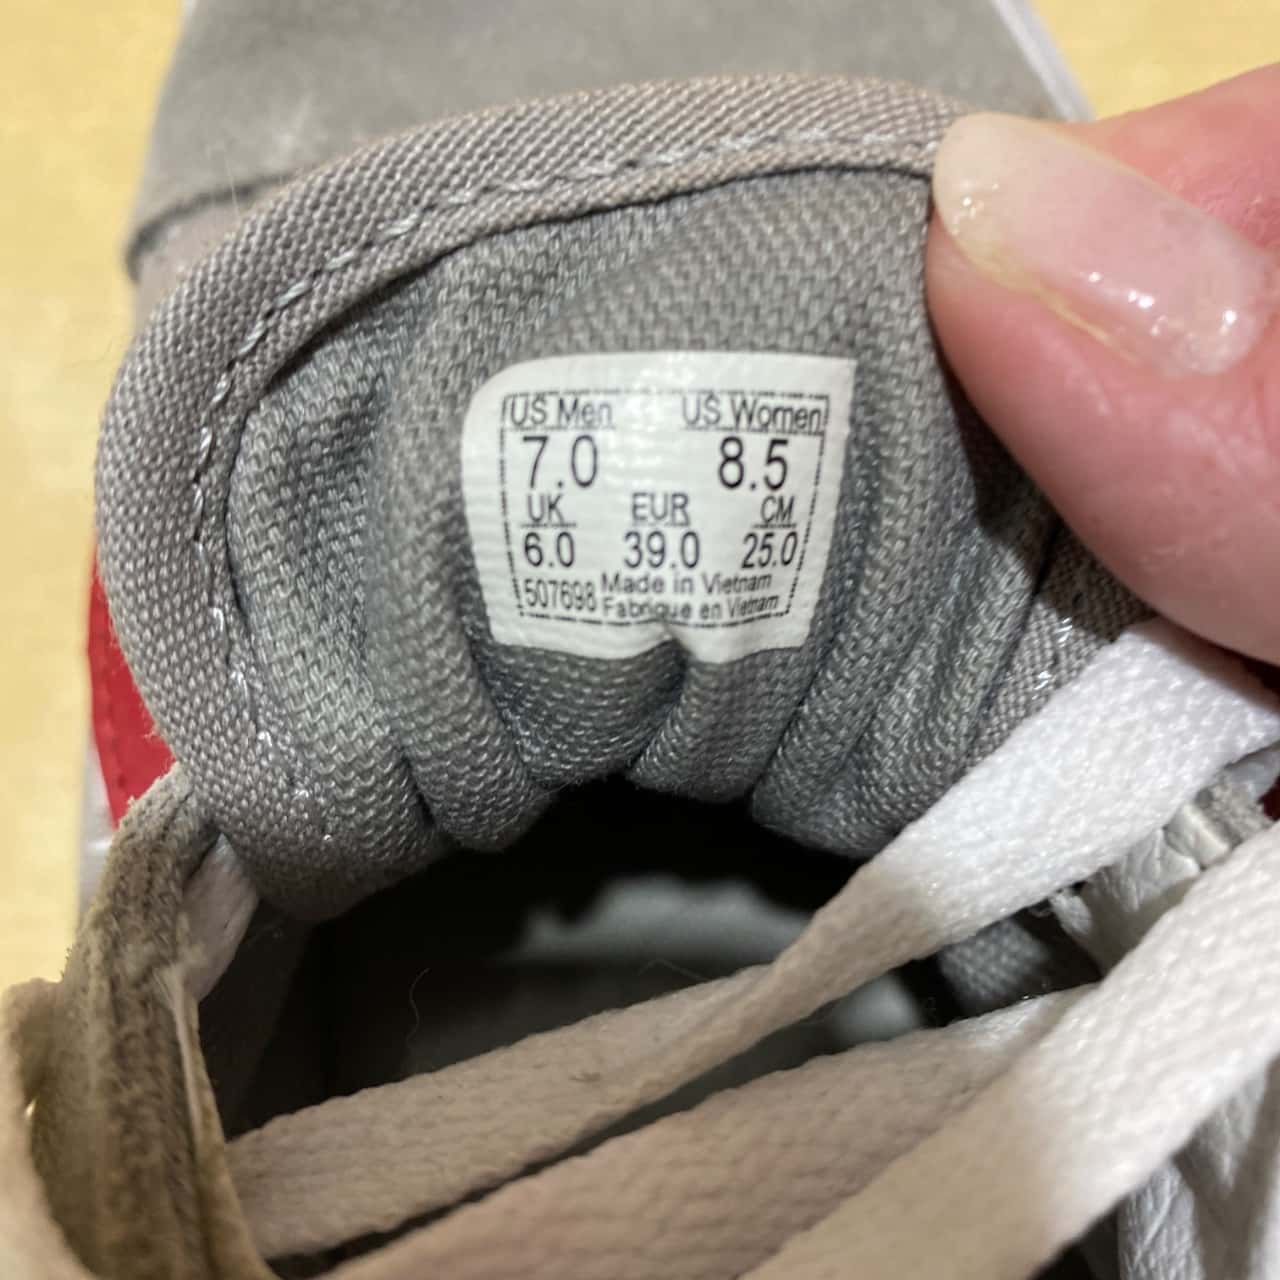 US Men US Women
7.0 8.5
UK EUR CM
6.0 39.0 25.0
507698 Made in Vietnam
Fabrique en Vietnam